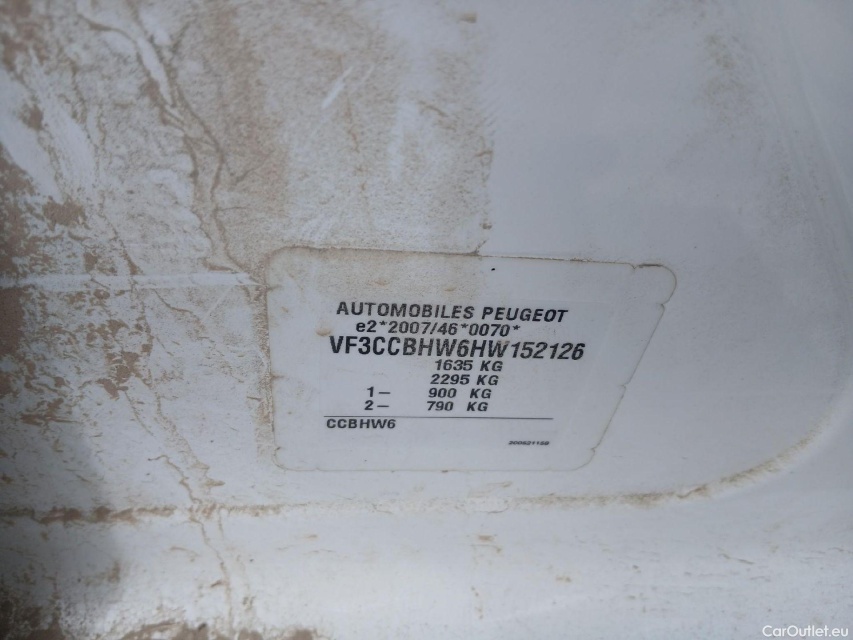 AUTOMOBILES PEUGEOT
e2*2007/46*0070*
VF3CCBHW6HW152126
1635 KG
2295 KG
1– 900 KG
2– 790 KG
CCBHW6
CarOutlet.eu